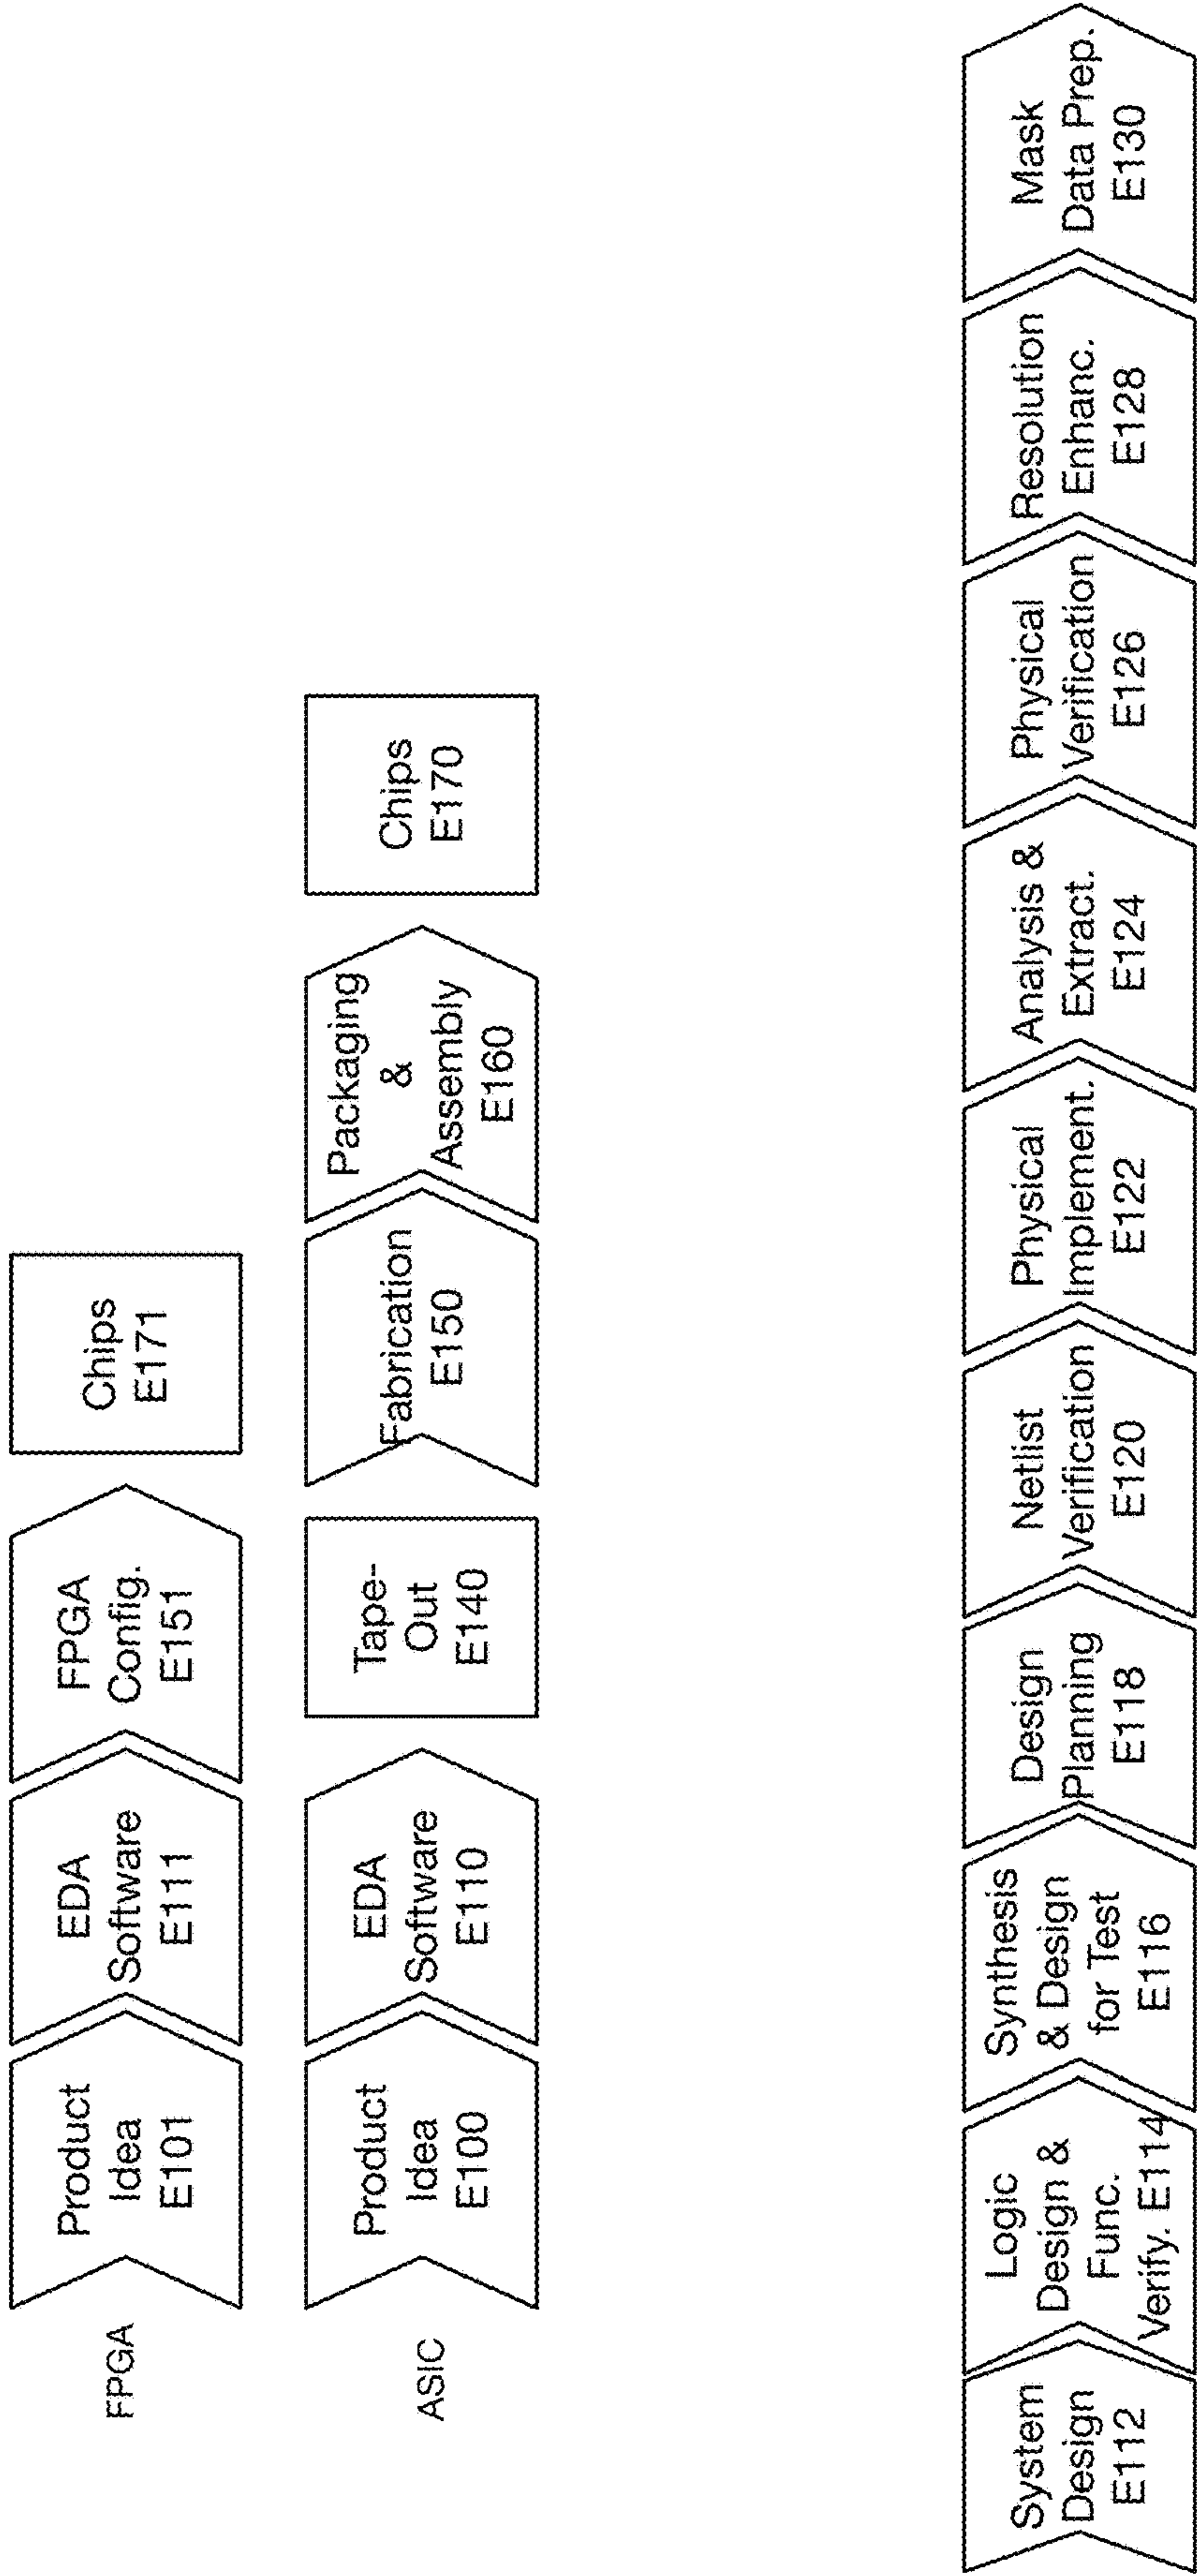 FPGA
Product
Idea
E101
EDA
Software
E111
FPGA
Config.
E151
Chips
E171
ASIC
Product
Idea
E100
EDA
Software
E110
Tape-
Out
E140
Fabrication
E150
Packaging
&
Assembly
E160
Chips
E170
System
Design
E112
Logic
Design &
Func.
Verify. E114
Synthesis
& Design
for Test
E116
Design
Planning
E118
Netlist
Verification
E120
Physical
Implement.
E122
Analysis &
Extract.
E124
Physical
Verification
E126
Resolution
Enhanc.
E128
Mask
Data Prep.
E130